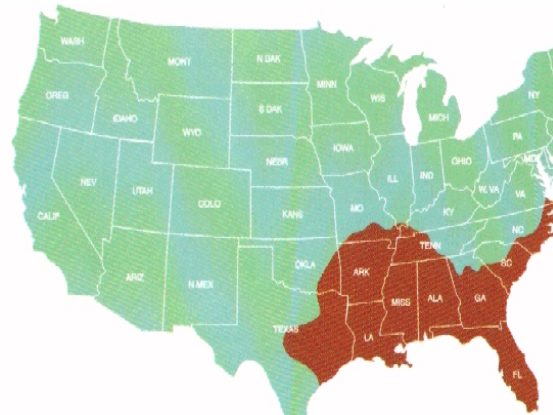 WASH
MONT
N DAK
MINN
OREG
IDAHO
S DAK
WIS
MICH
NY
WYO
IOWA
PA
NEBR
OHIO
MD
NEV
UTAH
COLO
ILL
IND
W. VA
VA
CALIF
KANS
MO
KY
NC
TENN
OKLA
ARK
SC
ARIZ
N MEX
MISS
ALA
GA
TEXAS
LA
FL